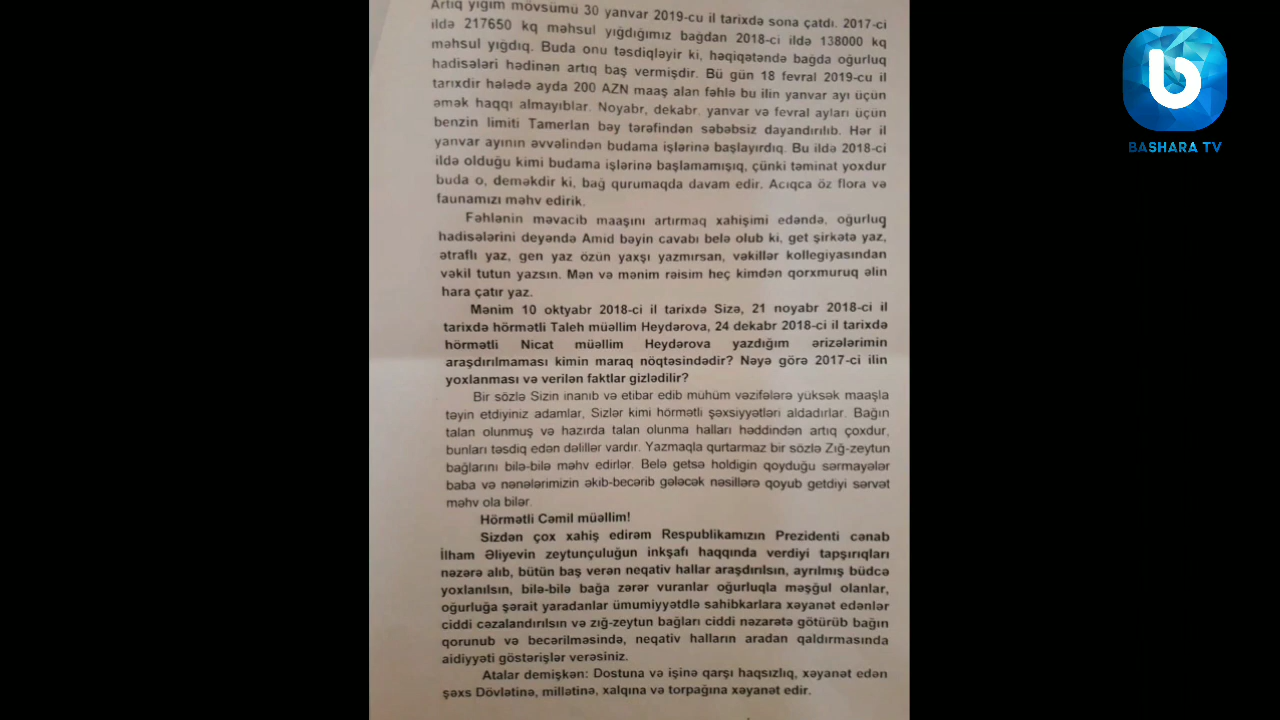 Artıq yığım mövsümü 30 yanvar 2019-cu il tarixdə sona çatdı. 2017-ci
ildə 217650 kq məhsul yığdığımız bağdan 2018-ci ildə 138000 kq
məhsul yığdıq. Buda onu təsdiqləyir ki, həqiqətəndə bağda oğurluq
hadisələri hədinən artıq baş vermişdir. Bü gün 18 fevral 2019-cu il
tarixdir hələdə ayda 200 AZN maaş alan fəhlə bu ilin yanvar ayı üçün
əmək haqqı almayıblar. Noyabr, dekabr, yanvar və fevral ayları üçün
benzin limiti Tamerlan bəy tərəfindən səbəbsiz dayandırılıb. Hər il
yanvar ayının əvvəlindən budama işlərinə başlayırdıq. Bu ildə 2018-ci
ildə olduğu kimi budama işlərinə başlamamışıq, çünki təminat yoxdur
buda o, deməkdir ki, bağ qurumaqda davam edir. Acıqca öz flora və
faunamızı məhv edirik.
Fəhlənin məvacib maaşını artırmaq xahişimi edəndə, oğurluq
hadisələrini deyəndə Amid bəyin cavabı belə olub ki, get şirkətə yaz,
ətraflı yaz, gen yaz özün yaxşı yazmırsan, vəkillər kollegiyasından
vəkil tutun yazsın. Mən və mənim rəisim heç kimdən qorxmuruq əlin
hara çatır yaz.
Mənim 10 oktyabr 2018-ci il tarixdə Sizə, 21 noyabr 2018-ci il
tarixdə hörmətli Taleh müəllim Heydərova, 24 dekabr 2018-ci il tarixdə
hörmətli Nicat müəllim Heydərova yazdığım ərizələrimin
araşdırılmaması kimin maraq nöqtəsindədir? Nəyə görə 2017-ci ilin
yoxlanması və verilən faktlar gizlədilir?
Bir sözlə Sizin inanıb və etibar edib mühüm vəzifələrə yüksək maaşla
təyin etdiyiniz adamlar, Sizlər kimi hörmətli şəxsiyyətləri aldadırlar. Bağın
talan olunmuş və hazırda talan olunma halları həddindən artıq çoxdur,
bunları təsdiq edən dəlillər vardır. Yazmaqla qurtarmaz bir sözlə Zığ-zeytun
bağlarını bilə-bilə məhv edirlər. Belə getsə holdigin qoyduğu sərmayələr
baba və nənələrimizin əkib-becərib gələcək nəsillərə qoyub getdiyi sərvət
məhv ola bilər.
Hörmətli Cəmil müəllim!
Sizdən çox xahiş edirəm Respublikamızın Prezidenti cənab
İlham Əliyevin zeytunçuluğun inkşafı haqqında verdiyi tapşırıqları
nəzərə alıb, bütün baş verən neqativ hallar araşdırılsın, ayrılmış büdcə
yoxlanılsın, bilə-bilə bağa zərər vuranlar oğurluqla məşğul olanlar,
oğurluğa şərait yaradanlar ümumiyyətdlə sahibkarlara xəyanət edənlər
ciddi cəzalandırılsın və zığ-zeytun bağları ciddi nəzarətə götürüb bağın
qorunub və becərilməsində, neqativ halların aradan qaldırmasında
aidiyyəti göstərişlər verəsiniz.
Atalar demişkən: Dostuna və işinə qarşı haqsızlıq, xəyanət edən
şəxs Dövlətinə, millətinə, xalqına və torpağına xəyanət edir.
BASHARA TV